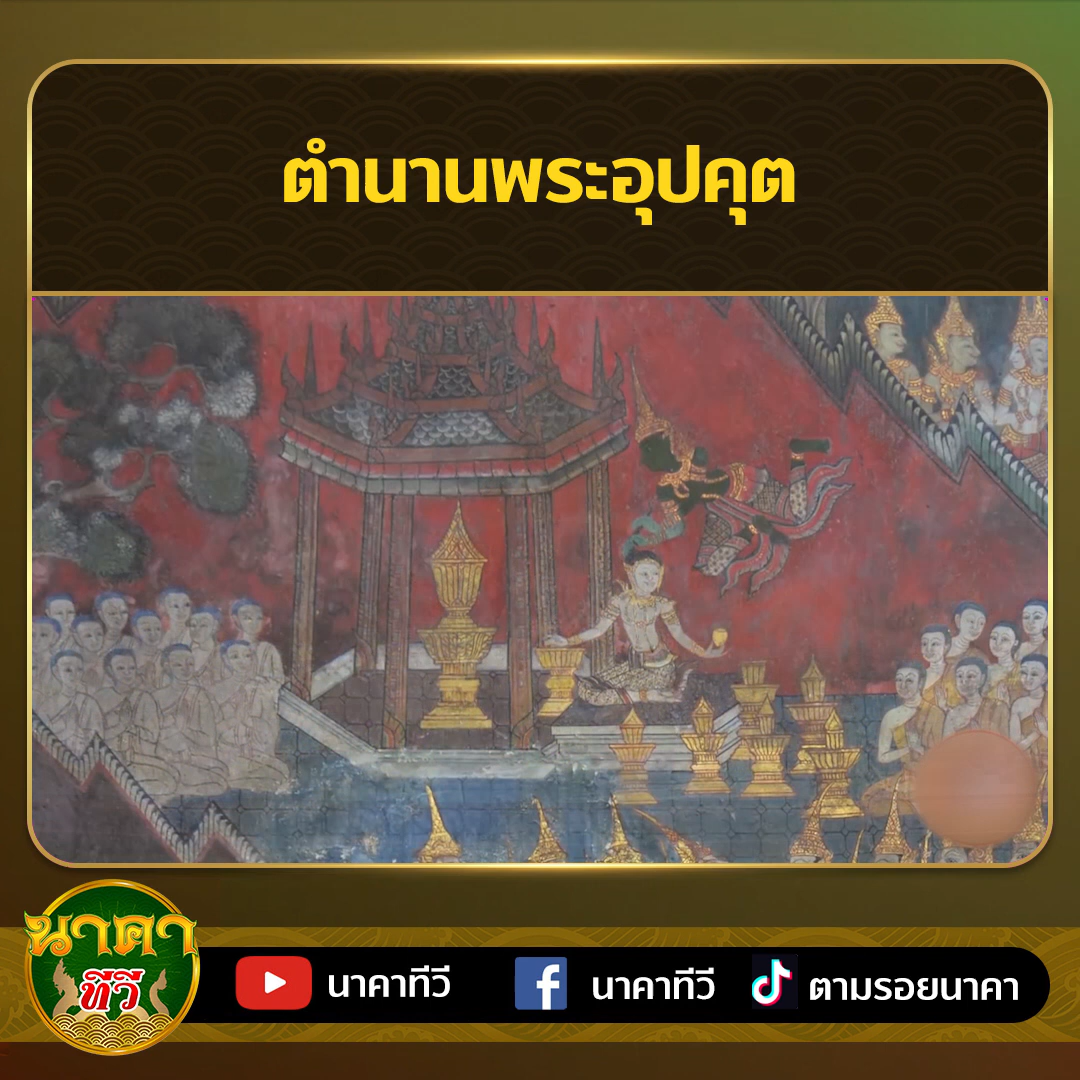 ตำนานพระอุปคุต
นาคา
ทีวี
นาคาทีวี
นาคาทีวี
ตามรอยนาคา